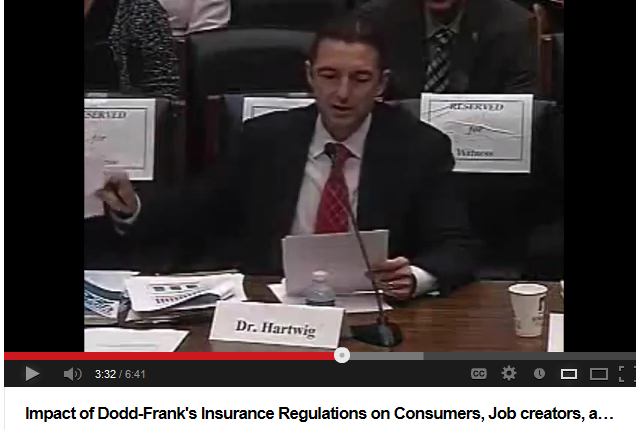 RESERVED
for
Witness
Dr. Hartwig
3:32 / 6:41
CC
Impact of Dodd-Frank's Insurance Regulations on Consumers, Job creators, a...